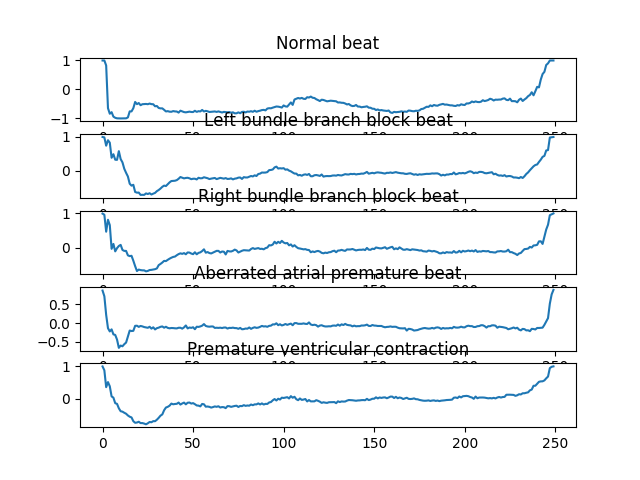 Normal beat
1
0
−1
Left bundle branch block beat
1
0
Right bundle branch block beat
1
0
Aberrated atrial premature beat
0.5
0.0
−0.5
Premature ventricular contraction
1
0
0 50 100 150 200 250